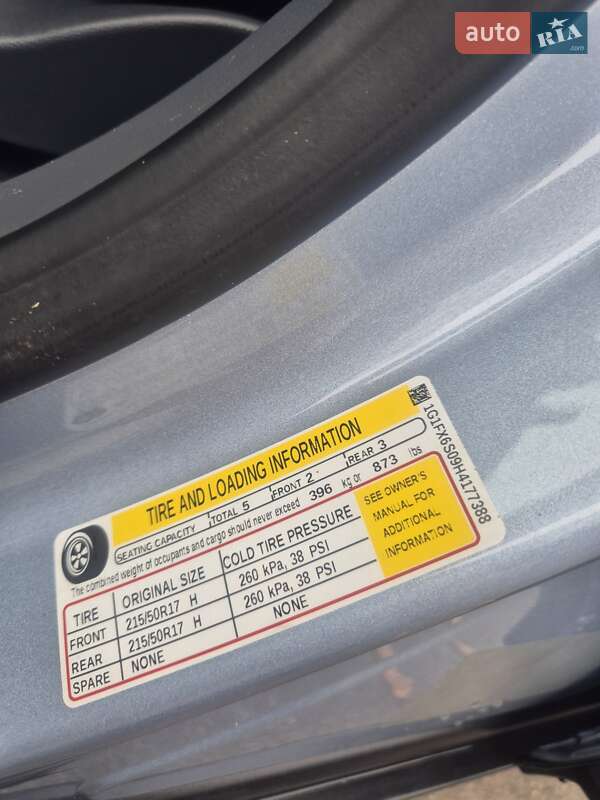 auto RIA .com
TIRE AND LOADING INFORMATION
SEATING CAPACITY TOTAL 5 FRONT 2 REAR 3
The combined weight of occupants and cargo should never exceed 396 kg or 873 lbs
TIRE ORIGINAL SIZE COLD TIRE PRESSURE
FRONT 215/50R17 H 260 kPa, 38 PSI
REAR 215/50R17 H 260 kPa, 38 PSI
SPARE NONE NONE
SEE OWNER'S
MANUAL FOR
ADDITIONAL
INFORMATION
1G1FX6S09H4177388